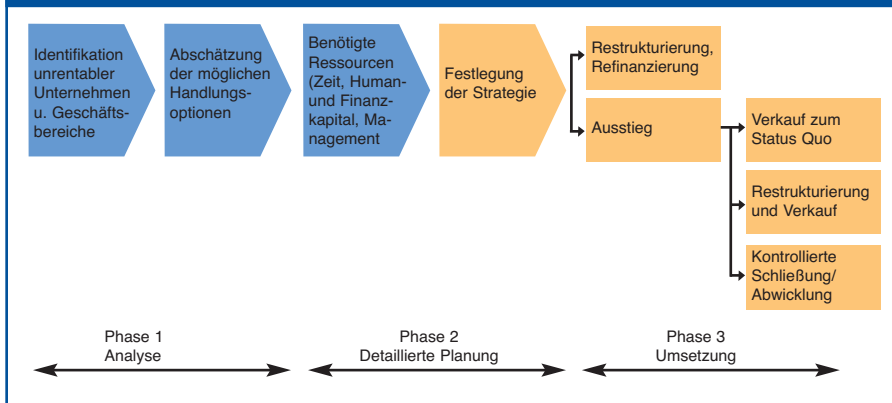 Identifikation
unrentabler
Unternehmen
u. Geschäfts-
bereiche
Abschätzung
der möglichen
Handlungs-
optionen
Benötigte
Ressourcen
(Zeit, Human-
und Finanz-
kapital, Ma-
nagement
Festlegung
der Strategie
Restrukturierung,
Refinanzierung
Ausstieg
Verkauf zum
Status Quo
Restrukturierung
und Verkauf
Kontrollierte
Schließung/
Abwicklung
Phase 1
Analyse
Phase 2
Detaillierte Planung
Phase 3
Umsetzung